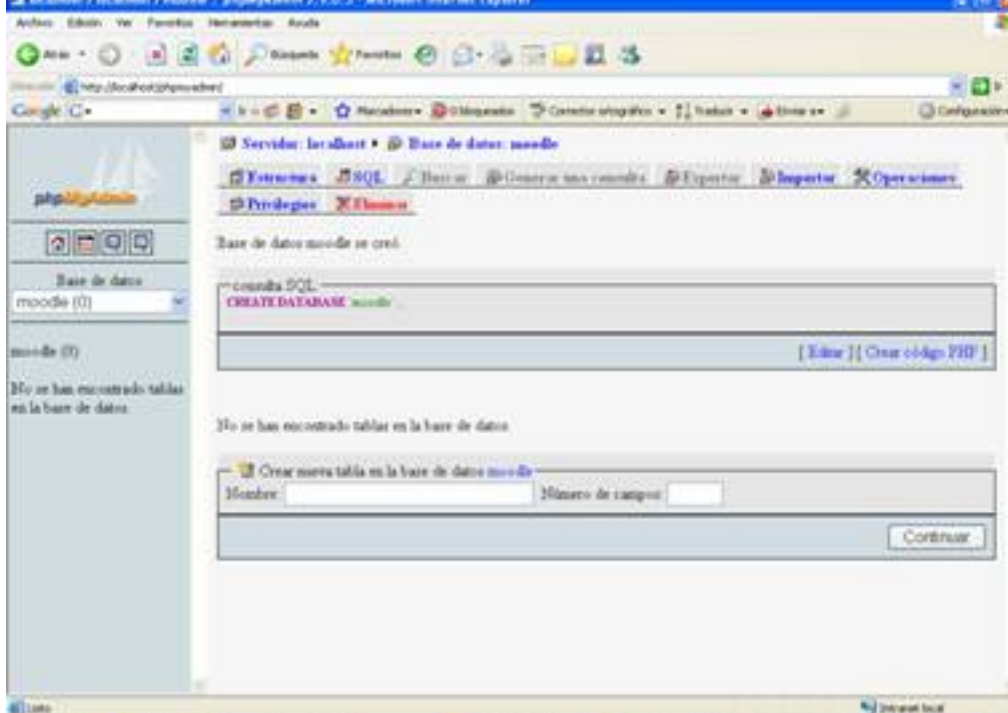 Archivo Edición Ver Favoritos Herramientas Ayuda
Atrás Búsqueda Favoritos
http://localhost/phpmyadmin/
Google Marcadores Corrector ortográfico Traducir Enviar a Configuración
phpMyAdmin
Base de datos
moodle (0)
moodle (0)
No se han encontrado tablas
en la base de datos.
Servidor: localhost Base de datos: moodle
Estructura SQL Buscar Generar una consulta Exportar Importar Operaciones
Privilegios Eliminar
Base de datos moodle se creó.
consulta SQL:
CREATE DATABASE `moodle` ;
[ Editar ] [ Crear código PHP ]
No se han encontrado tablas en la base de datos.
Crear nueva tabla en la base de datos moodle
Nombre: Número de campos:
Continuar
Listo Intranet local